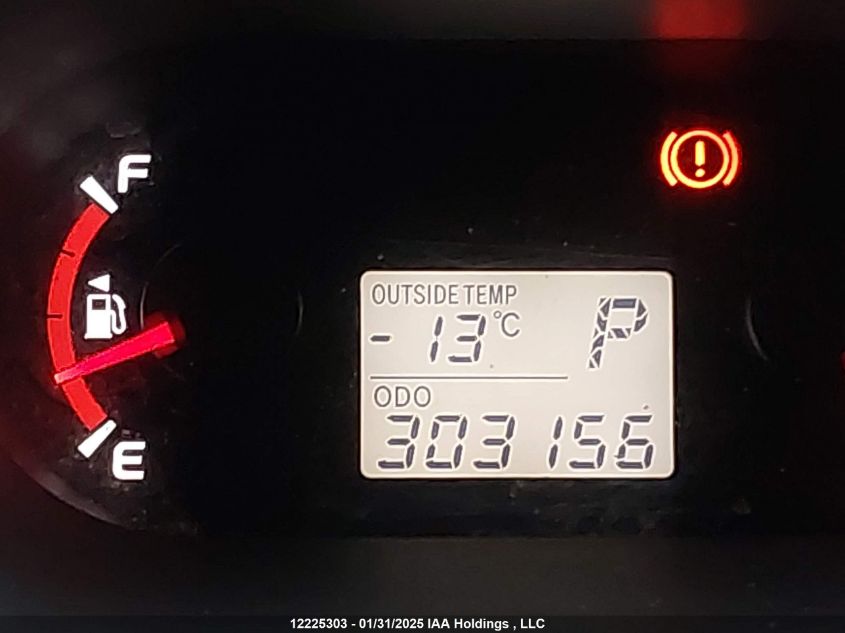 F
OUTSIDE TEMP
-13°C
P
ODO
303156
E
12225303 - 01/31/2025 IAA Holdings , LLC